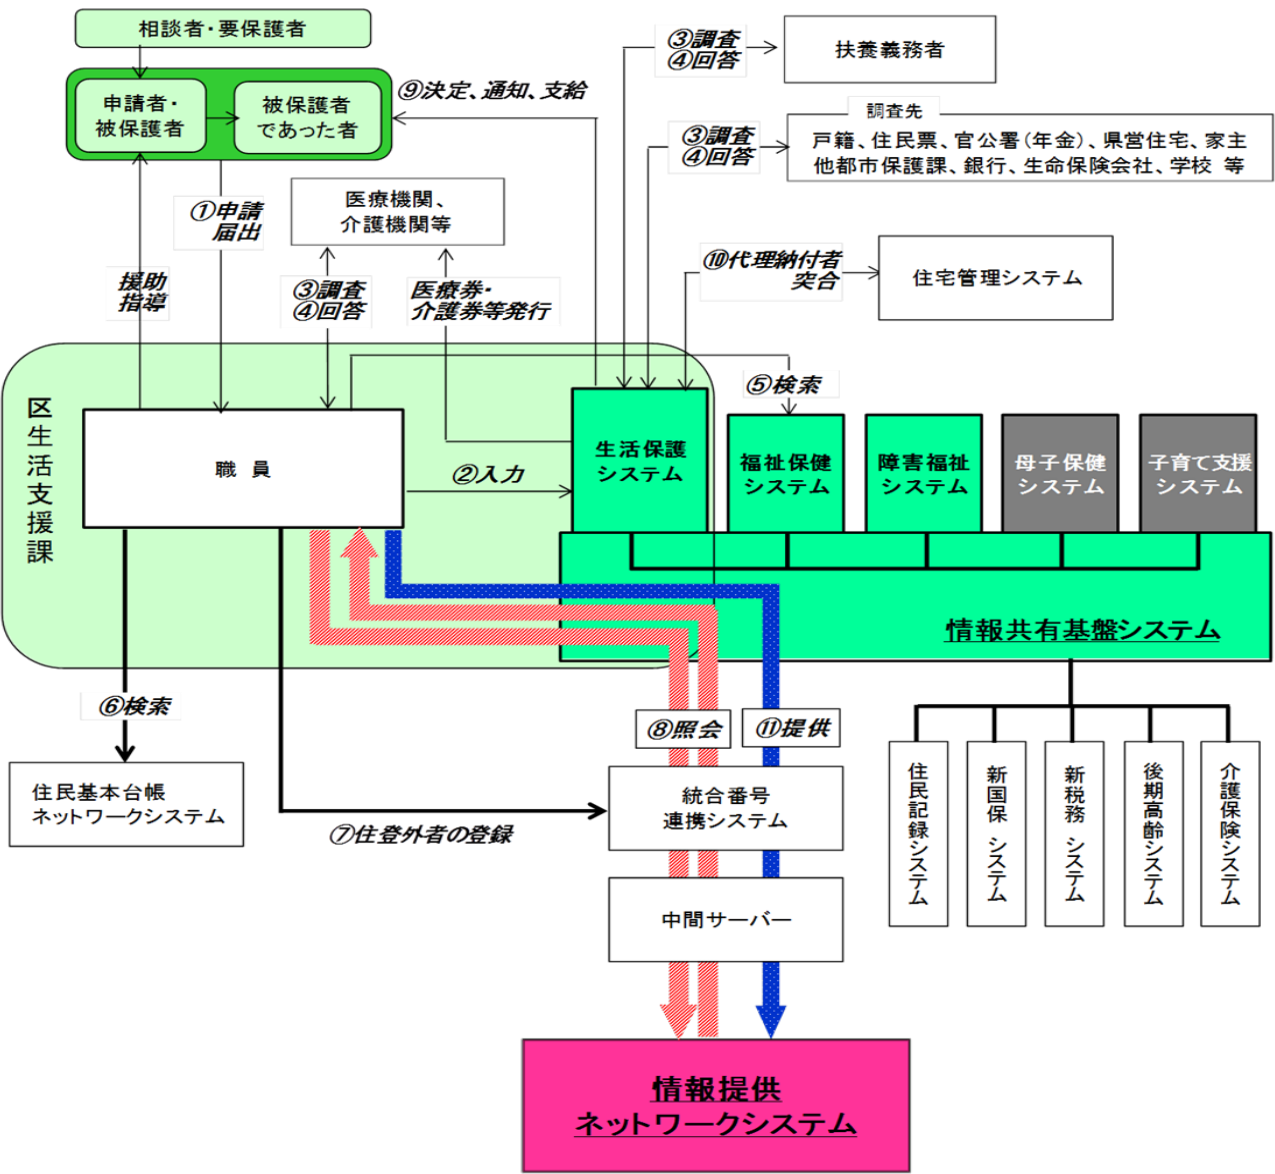 相談者・要保護者
申請者・
被保護者
被保護者
であった者
⑨決定、通知、支給
③調査
④回答
扶養義務者
調査先
③調査
④回答
戸籍、住民票、官公署(年金)、県営住宅、家主
他都市保護課、銀行、生命保険会社、学校 等
①申請
届出
医療機関、
介護機関等
⑩代理納付者
突合
住宅管理システム
援助
指導
③調査
④回答
医療券・
介護券等発行
区生活支援課
職 員
②入力
⑤検索
生活保護
システム
福祉保健
システム
障害福祉
システム
母子保健
システム
子育て支援
システム
情報共有基盤システム
⑥検索
⑧照会
⑪提供
住民基本台帳
ネットワークシステム
⑦住登外者の登録
統合番号
連携システム
中間サーバー
住民記録システム
新国保 システム
新税務 システム
後期高齢システム
介護保険システム
情報提供
ネットワークシステム